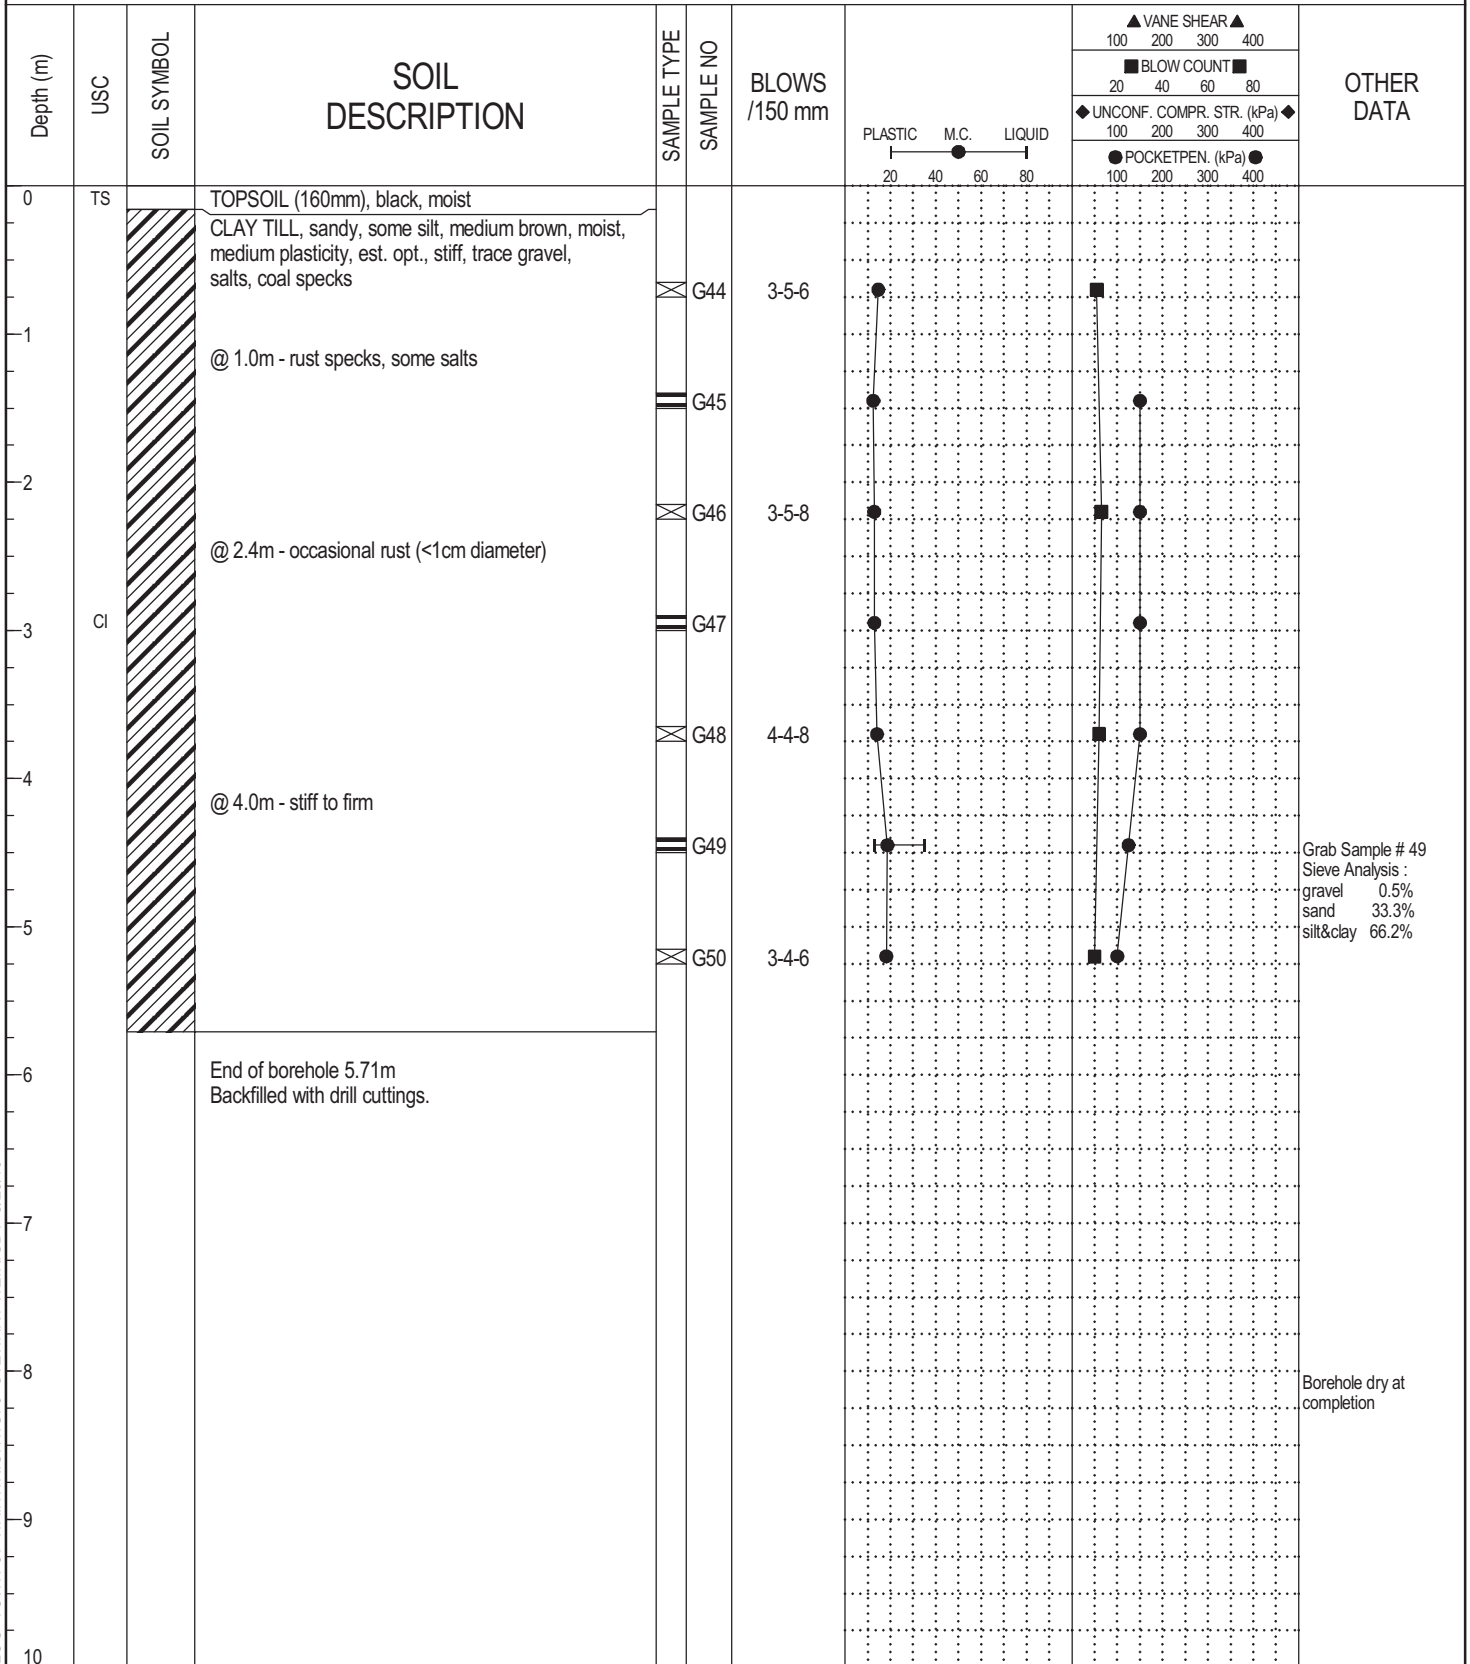 Depth (m)
USC
SOIL SYMBOL
SOIL
DESCRIPTION
SAMPLE TYPE
SAMPLE NO
BLOWS
/150 mm
PLASTIC M.C. LIQUID
20 40 60 80
▲ VANE SHEAR ▲
100 200 300 400
■ BLOW COUNT ■
20 40 60 80
◆ UNCONF. COMPR. STR. (kPa) ◆
100 200 300 400
● POCKETPEN. (kPa) ●
100 200 300 400
OTHER
DATA
0 TS TOPSOIL (160mm), black, moist
CLAY TILL, sandy, some silt, medium brown, moist,
medium plasticity, est. opt., stiff, trace gravel,
salts, coal specks
G44 3-5-6
1
@ 1.0m - rust specks, some salts
G45
2
G46 3-5-8
@ 2.4m - occasional rust (<1cm diameter)
3 CI G47
G48 4-4-8
4
@ 4.0m - stiff to firm
G49
Grab Sample # 49
Sieve Analysis :
gravel 0.5%
sand 33.3%
silt&clay 66.2%
5
G50 3-4-6
End of borehole 5.71m
6
Backfilled with drill cuttings.
7
8
Borehole dry at
completion
9
10